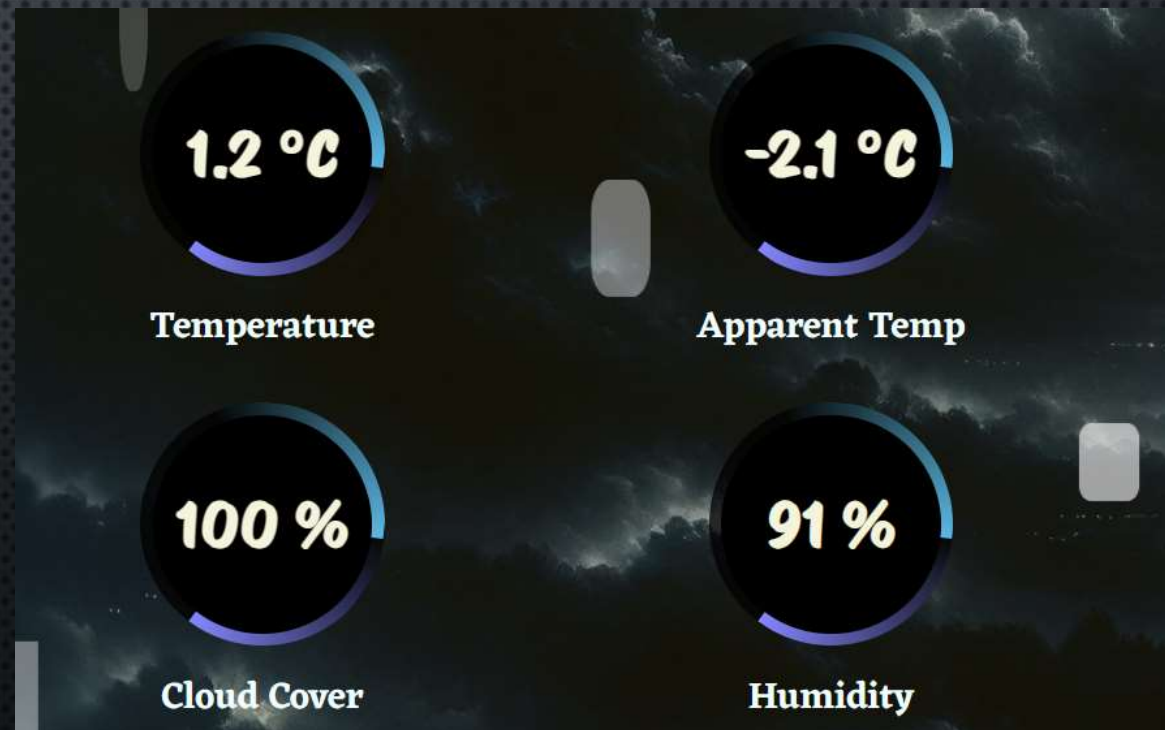 1.2 °C
-2.1 °C
Temperature
Apparent Temp
100 %
91 %
Cloud Cover
Humidity